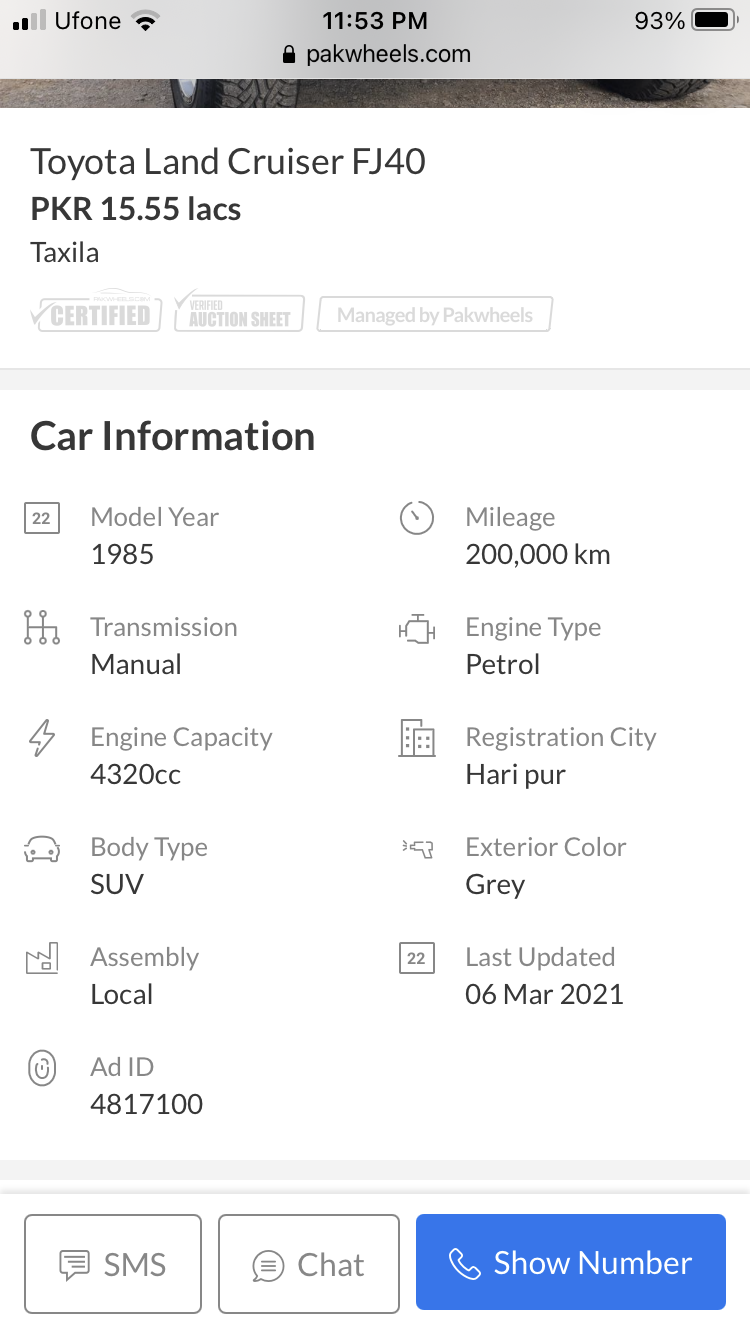 Ufone 11:53 PM 93%
pakwheels.com
Toyota Land Cruiser FJ40
PKR 15.55 lacs
Taxila
PAKWHEELS.COM
CERTIFIED
VERIFIED
AUCTION SHEET
Managed by Pakwheels
Car Information
22 Model Year
1985
Mileage
200,000 km
Transmission
Manual
Engine Type
Petrol
Engine Capacity
4320cc
Registration City
Hari pur
Body Type
SUV
Exterior Color
Grey
Assembly
Local
22 Last Updated
06 Mar 2021
Ad ID
4817100
SMS
Chat
Show Number